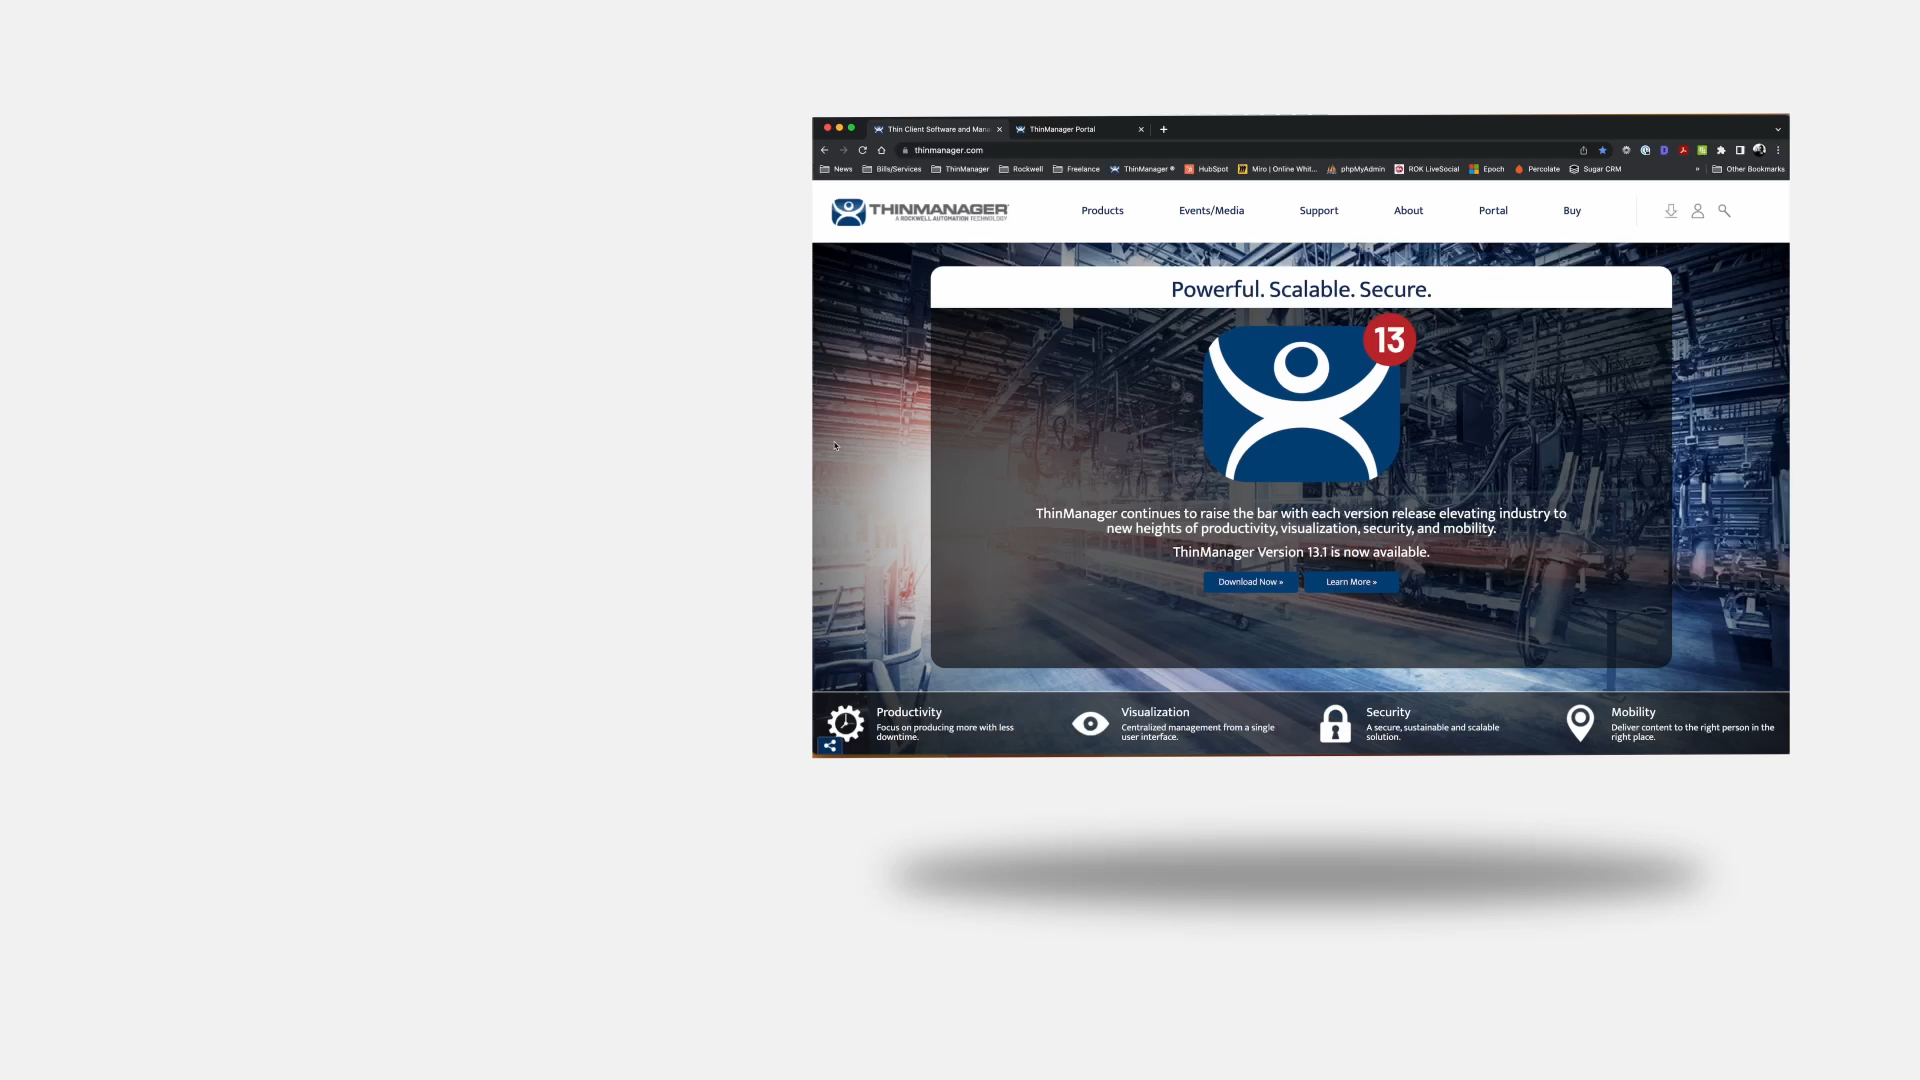 Thin Client Software and Mana
ThinManager Portal
thinmanager.com
News
Bills/Services
ThinManager
Rockwell
Freelance
ThinManager ®
HubSpot
Miro | Online Whit...
phpMyAdmin
ROK LiveSocial
Epoch
Percolate
Sugar CRM
»
Other Bookmarks
THINMANAGER
A ROCKWELL AUTOMATION TECHNOLOGY
Products
Events/Media
Support
About
Portal
Buy
Powerful. Scalable. Secure.
13
ThinManager continues to raise the bar with each version release elevating industry to
new heights of productivity, visualization, security, and mobility.
ThinManager Version 13.1 is now available.
Download Now »
Learn More »
Productivity
Focus on producing more with less
downtime.
Visualization
Centralized management from a single
user interface.
Security
A secure, sustainable and scalable
solution.
Mobility
Deliver content to the right person in the
right place.